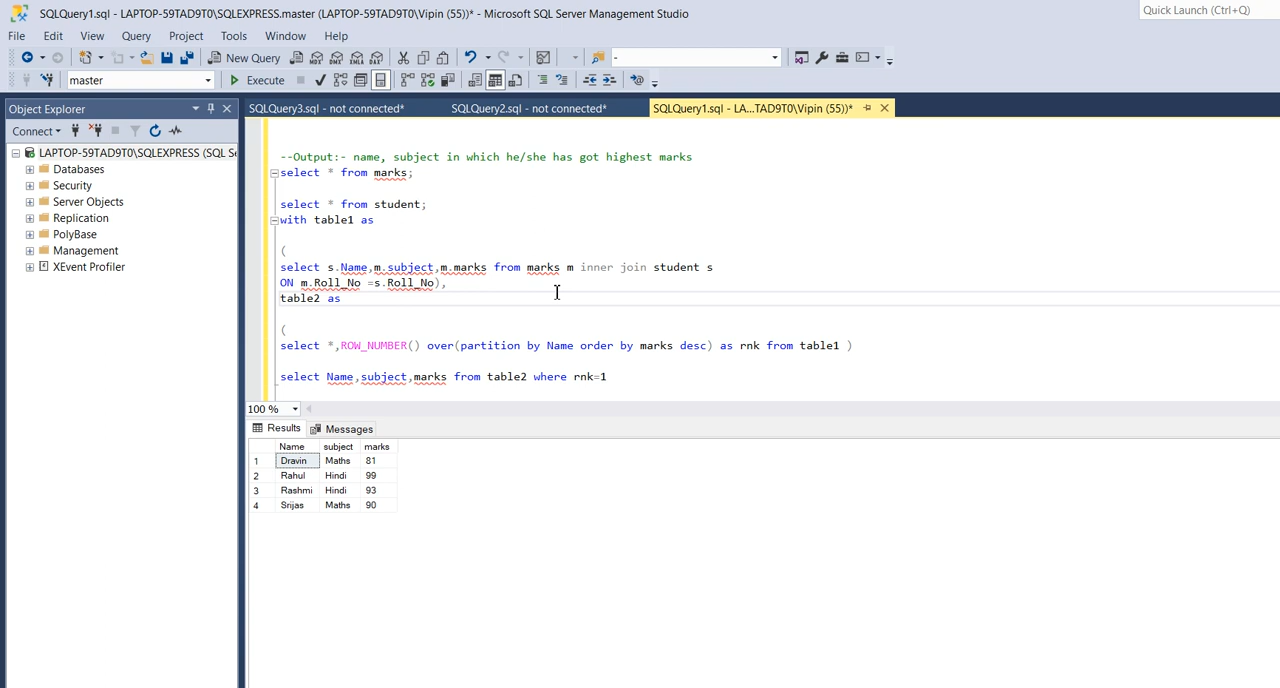 SQLQuery1.sql - LAPTOP-59TAD9T0\SQLEXPRESS.master (LAPTOP-59TAD9T0\Vipin (55))* - Microsoft SQL Server Management Studio
Quick Launch (Ctrl+Q)
File Edit View Query Project Tools Window Help
New Query
master
Execute
Object Explorer
SQLQuery3.sql - not connected*
SQLQuery2.sql - not connected*
SQLQuery1.sql - LA...TAD9T0\Vipin (55))*
Connect
LAPTOP-59TAD9T0\SQLEXPRESS (SQL Se
Databases
Security
Server Objects
Replication
PolyBase
Management
XEvent Profiler
--Output:- name, subject in which he/she has got highest marks
select * from marks;
select * from student;
with table1 as
(
select s.Name,m.subject,m.marks from marks m inner join student s
ON m.Roll_No =s.Roll_No),
table2 as
(
select *,ROW_NUMBER() over(partition by Name order by marks desc) as rnk from table1 )
select Name,subject,marks from table2 where rnk=1
100 %
Results Messages
Name subject marks
1 Dravin Maths 81
2 Rahul Hindi 99
3 Rashmi Hindi 93
4 Srijas Maths 90